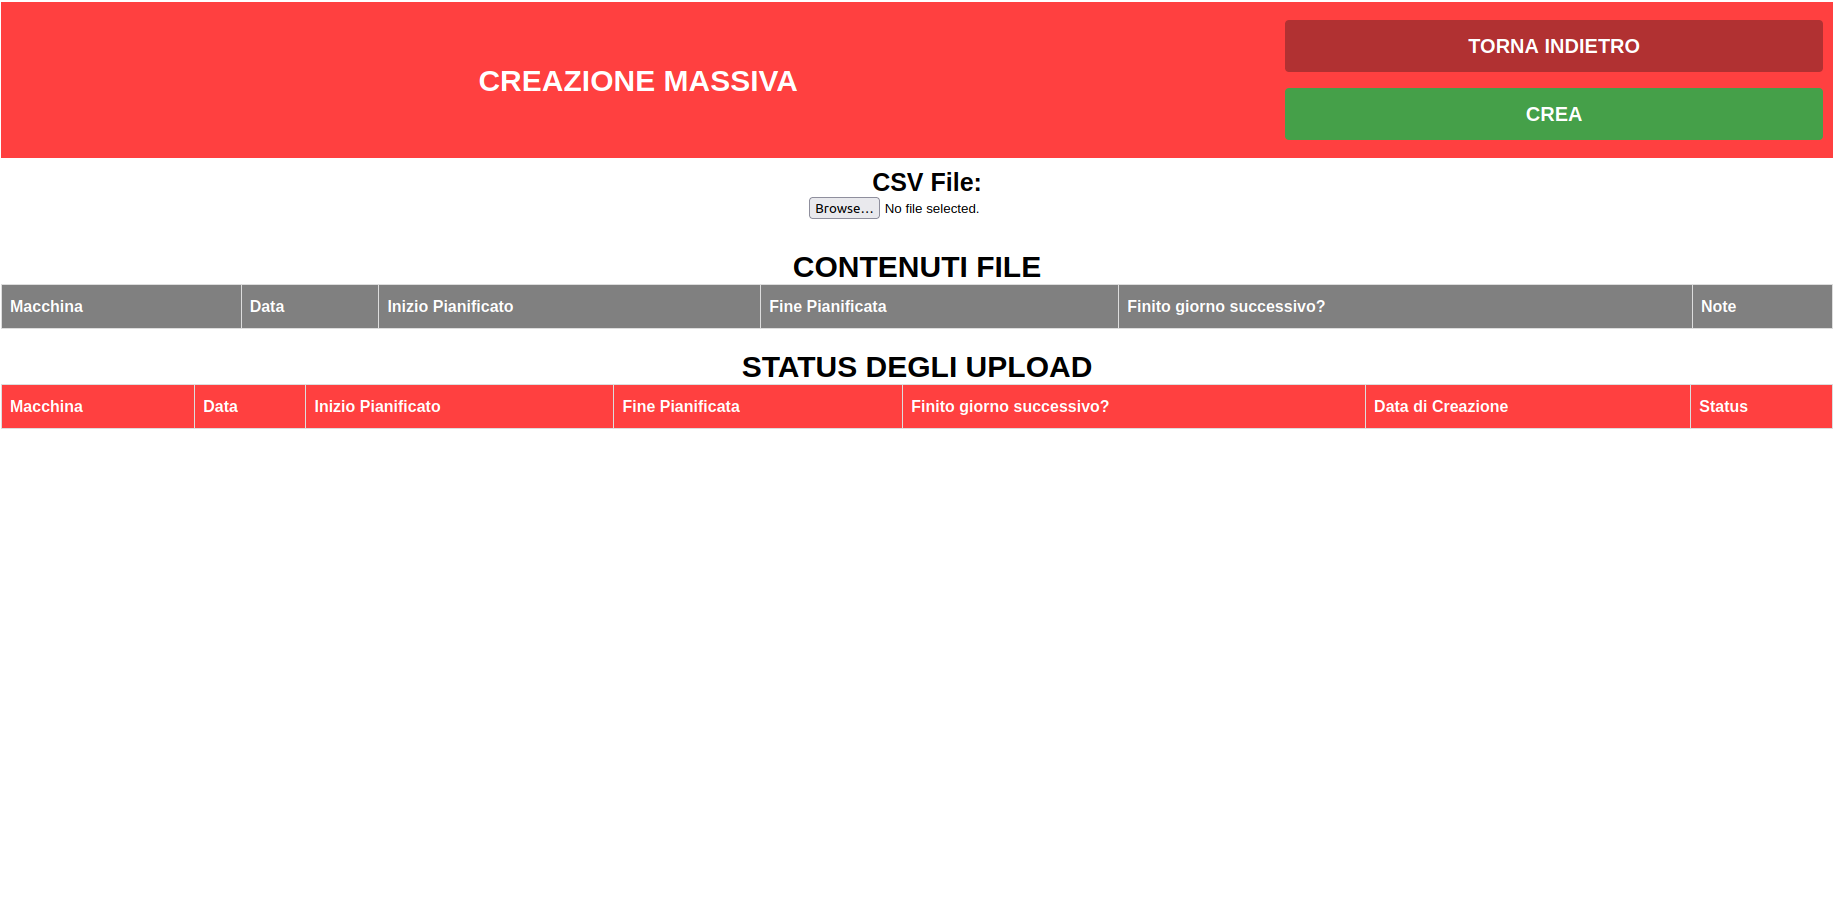 CREAZIONE MASSIVA
TORNA INDIETRO
CREA
CSV File:
Browse... No file selected.
CONTENUTI FILE
Macchina Data Inizio Pianificato Fine Pianificata Finito giorno successivo? Note
STATUS DEGLI UPLOAD
Macchina Data Inizio Pianificato Fine Pianificata Finito giorno successivo? Data di Creazione Status